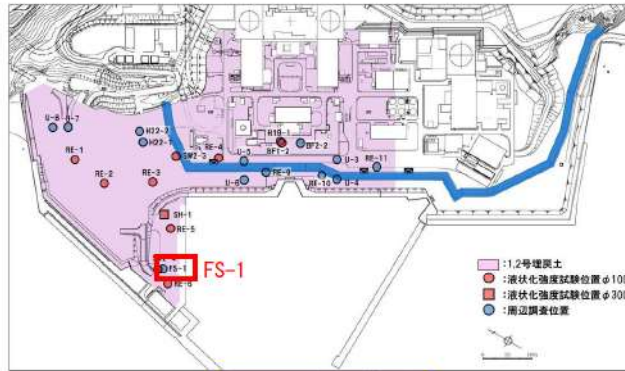 U-8
U-7
H22-2
H22-7
RE-1
RE-2
RE-3
SW2-3
RE-4
U-5
H19-1
BF1-2
BF2-2
U-3
RE-11
U-6
RE-9
RE-10
U-4
SH-1
RE-5
FS-1
FS-1
RE-6
:1,2号埋戻土
:液状化強度試験位置φ100
:液状化強度試験位置φ300
:周辺調査位置